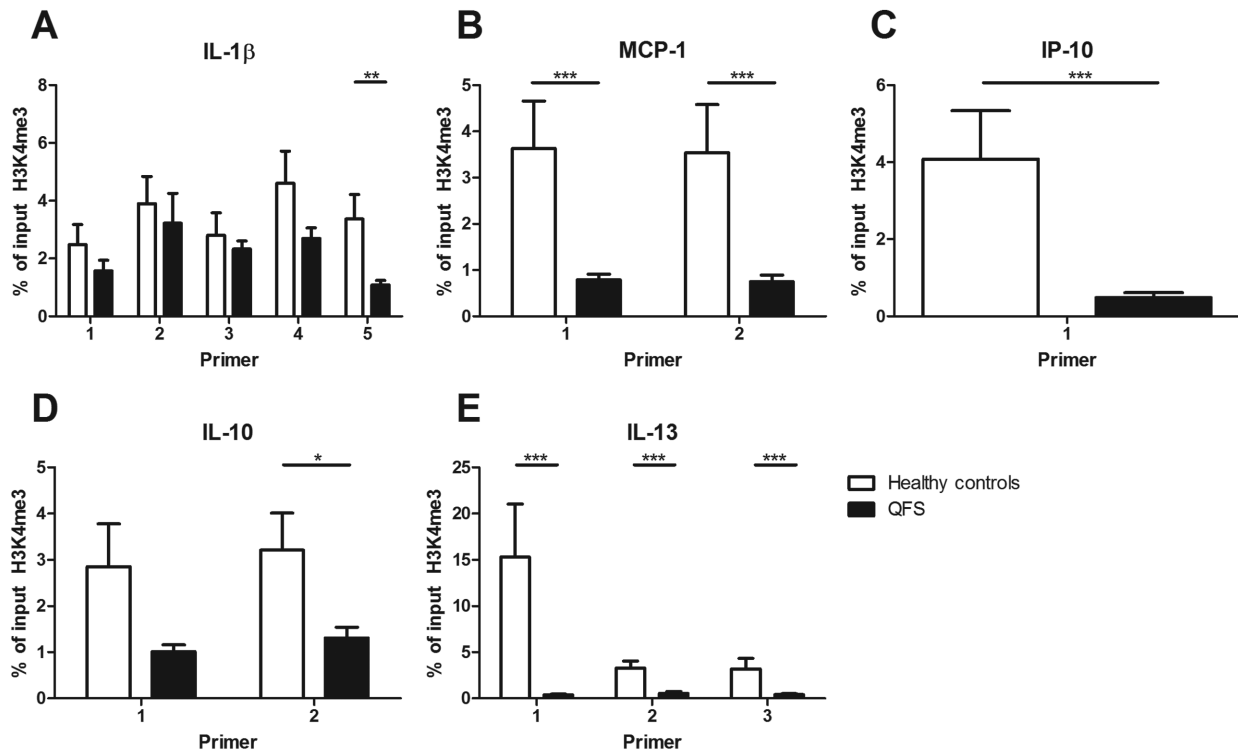 A
IL-1β
% of input H3K4me3
8
6
4
2
0
**
1 2 3 4 5
Primer
B
MCP-1
% of input H3K4me3
5
4
3
2
1
0
*** ***
1 2
Primer
C
IP-10
% of input H3K4me3
6
4
2
0
***
1
Primer
D
IL-10
% of input H3K4me3
5
4
3
2
1
0
*
1 2
Primer
E
IL-13
% of input H3K4me3
25
20
15
10
5
0
*** *** ***
1 2 3
Primer
Healthy controls
QFS